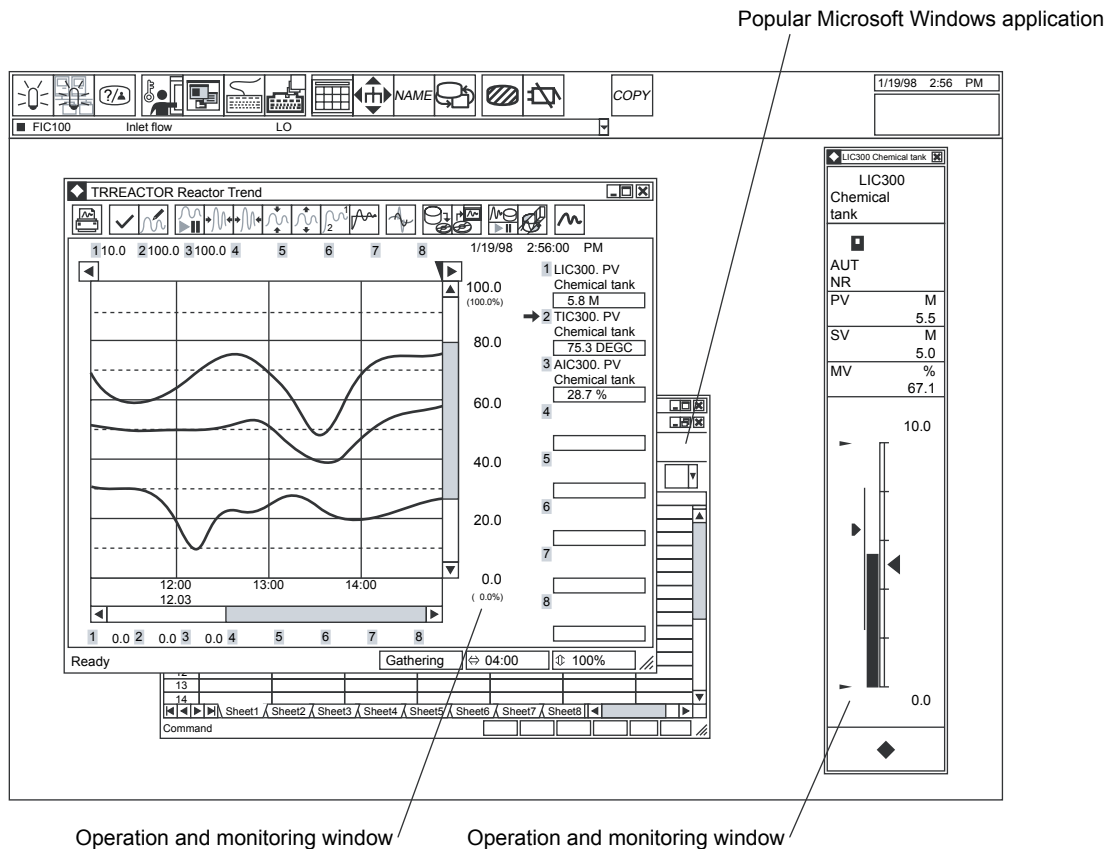 Popular Microsoft Windows application
?/
NAME
COPY
1/19/98 2:56 PM
FIC100 Inlet flow LO
TRREACTOR Reactor Trend
1
2
1 10.0 2 100.0 3 100.0 4 5 6 7 8 1/19/98 2:56:00 PM
100.0
(100.0%)
80.0
60.0
40.0
20.0
0.0
( 0.0%)
12:00 13:00 14:00
12.03
1 0.0 2 0.0 3 0.0 4 5 6 7 8
1 LIC300. PV
Chemical tank
5.8 M
2 TIC300. PV
Chemical tank
75.3 DEGC
3 AIC300. PV
Chemical tank
28.7 %
4
5
6
7
8
Ready Gathering 04:00 100%
12
13
14
Sheet1 Sheet2 Sheet3 Sheet4 Sheet5 Sheet6 Sheet7 Sheet8
Command
LIC300 Chemical tank
LIC300
Chemical
tank
AUT
NR
PV M
5.5
SV M
5.0
MV %
67.1
10.0
0.0
Operation and monitoring window Operation and monitoring window